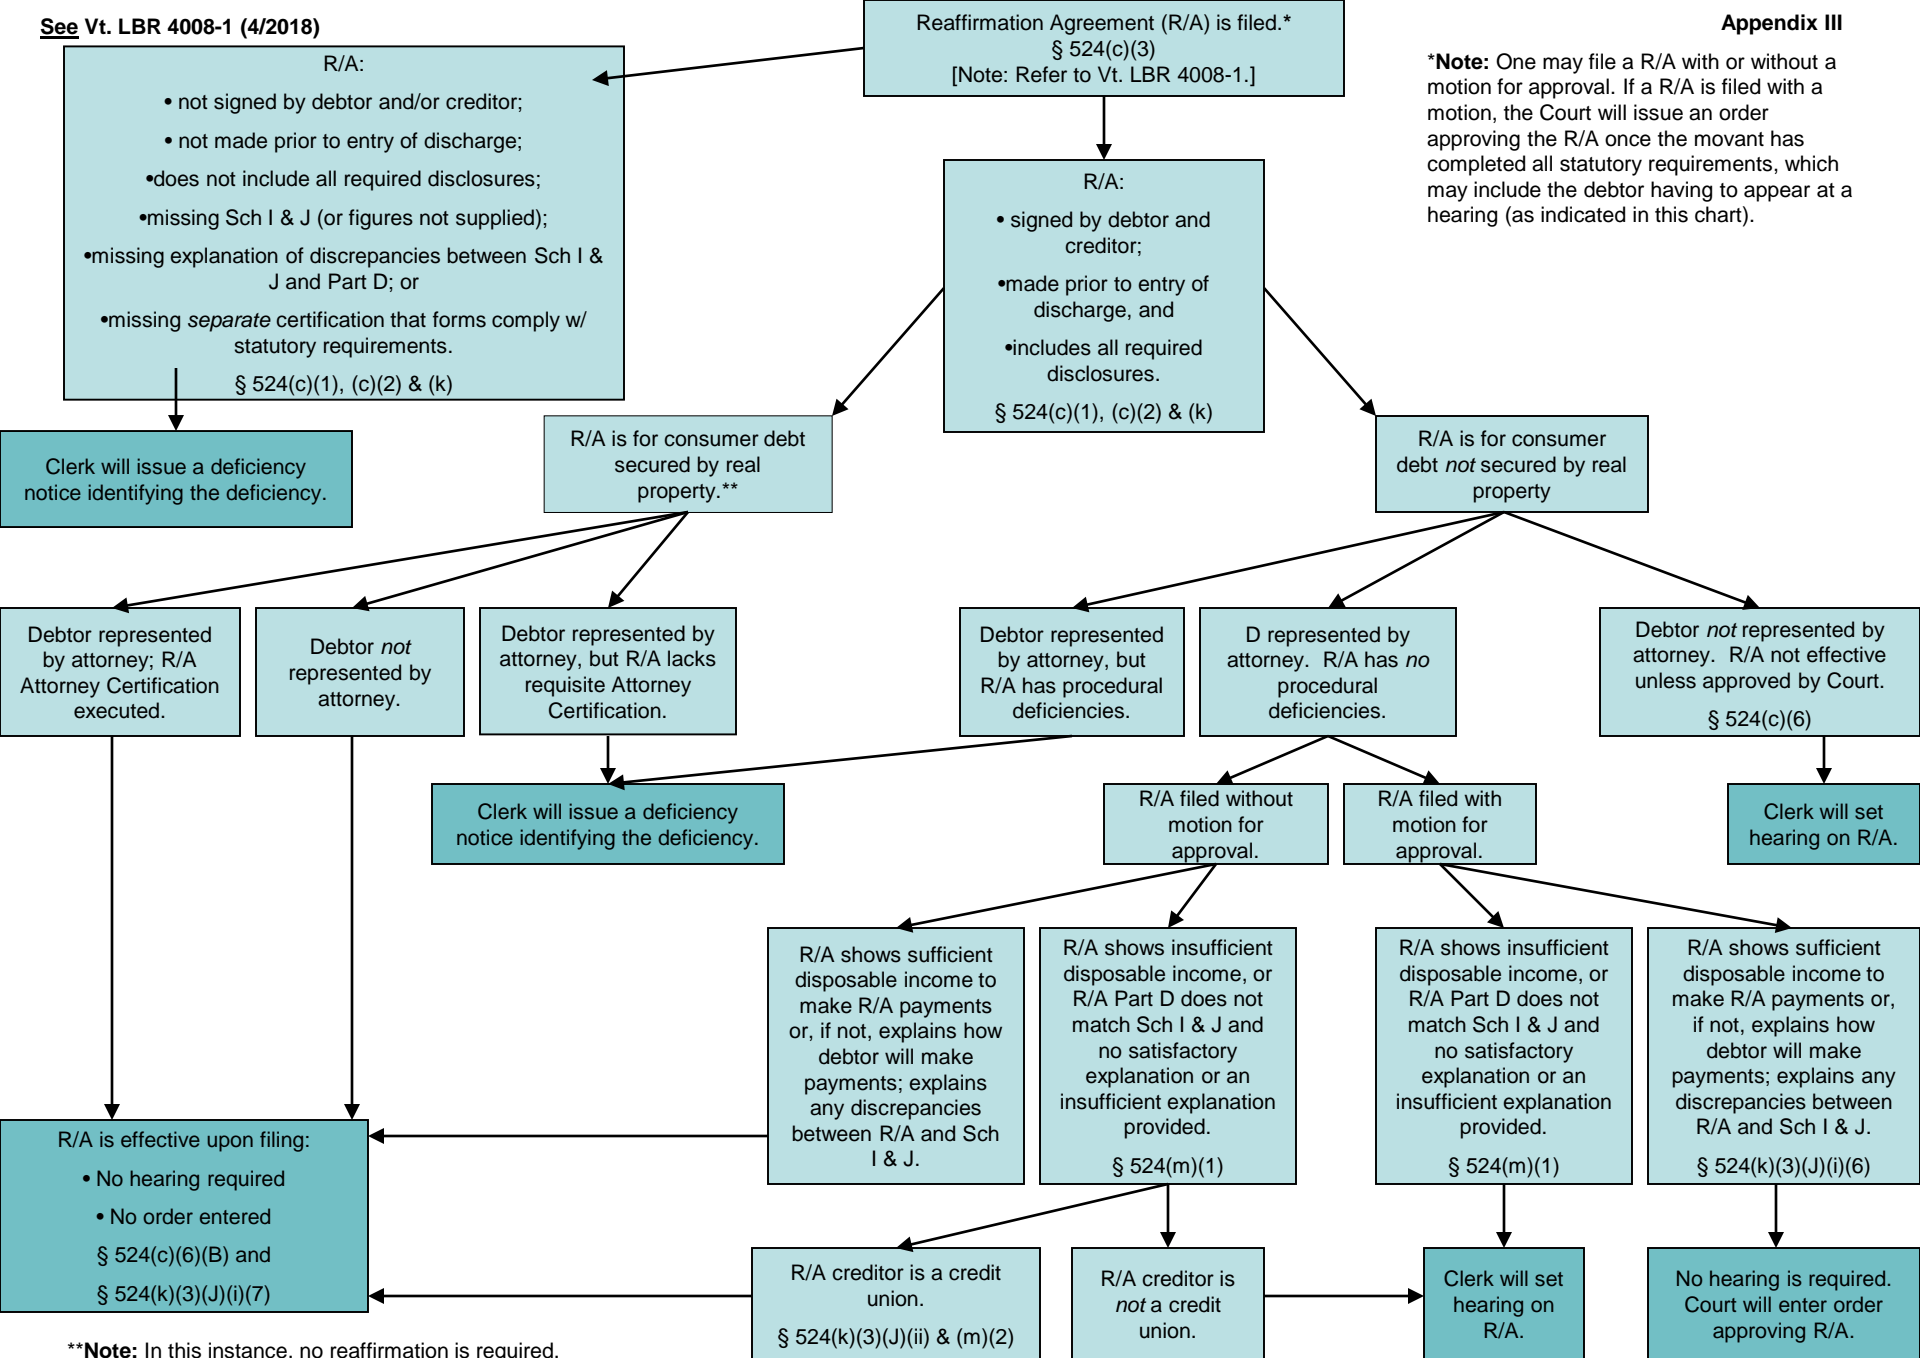 See Vt. LBR 4008-1 (4/2018)
Reaffirmation Agreement (R/A) is filed.*
§ 524(c)(3)
[Note: Refer to Vt. LBR 4008-1.]
Appendix III
*Note: One may file a R/A with or without a
motion for approval. If a R/A is filed with a
motion, the Court will issue an order
approving the R/A once the movant has
completed all statutory requirements, which
may include the debtor having to appear at a
hearing (as indicated in this chart).
R/A:
• not signed by debtor and/or creditor;
• not made prior to entry of discharge;
•does not include all required disclosures;
•missing Sch I & J (or figures not supplied);
•missing explanation of discrepancies between Sch I &
J and Part D; or
•missing separate certification that forms comply w/
statutory requirements.
§ 524(c)(1), (c)(2) & (k)
R/A:
• signed by debtor and
creditor;
•made prior to entry of
discharge, and
•includes all required
disclosures.
§ 524(c)(1), (c)(2) & (k)
Clerk will issue a deficiency
notice identifying the deficiency.
R/A is for consumer debt
secured by real
property.**
R/A is for consumer
debt not secured by real
property
Debtor represented
by attorney; R/A
Attorney Certification
executed.
Debtor not
represented by
attorney.
Debtor represented by
attorney, but R/A lacks
requisite Attorney
Certification.
Debtor represented
by attorney, but
R/A has procedural
deficiencies.
D represented by
attorney.  R/A has no
procedural
deficiencies.
Debtor not represented by
attorney.  R/A not effective
unless approved by Court.
§ 524(c)(6)
Clerk will issue a deficiency
notice identifying the deficiency.
R/A filed without
motion for
approval.
R/A filed with
motion for
approval.
Clerk will set
hearing on R/A.
R/A shows sufficient
disposable income to
make R/A payments
or, if not, explains how
debtor will make
payments; explains
any discrepancies
between R/A and Sch
I & J.
R/A shows insufficient
disposable income, or
R/A Part D does not
match Sch I & J and
no satisfactory
explanation or an
insufficient explanation
provided.
§ 524(m)(1)
R/A shows insufficient
disposable income, or
R/A Part D does not
match Sch I & J and
no satisfactory
explanation or an
insufficient explanation
provided.
§ 524(m)(1)
R/A shows sufficient
disposable income to
make R/A payments or,
if not, explains how
debtor will make
payments; explains any
discrepancies between
R/A and Sch I & J.
§ 524(k)(3)(J)(i)(6)
R/A is effective upon filing:
• No hearing required
• No order entered
§ 524(c)(6)(B) and
§ 524(k)(3)(J)(i)(7)
R/A creditor is a credit
union.
§ 524(k)(3)(J)(ii) & (m)(2)
R/A creditor is
not a credit
union.
Clerk will set
hearing on
R/A.
No hearing is required.
Court will enter order
approving R/A.
**Note: In this instance, no reaffirmation is required.